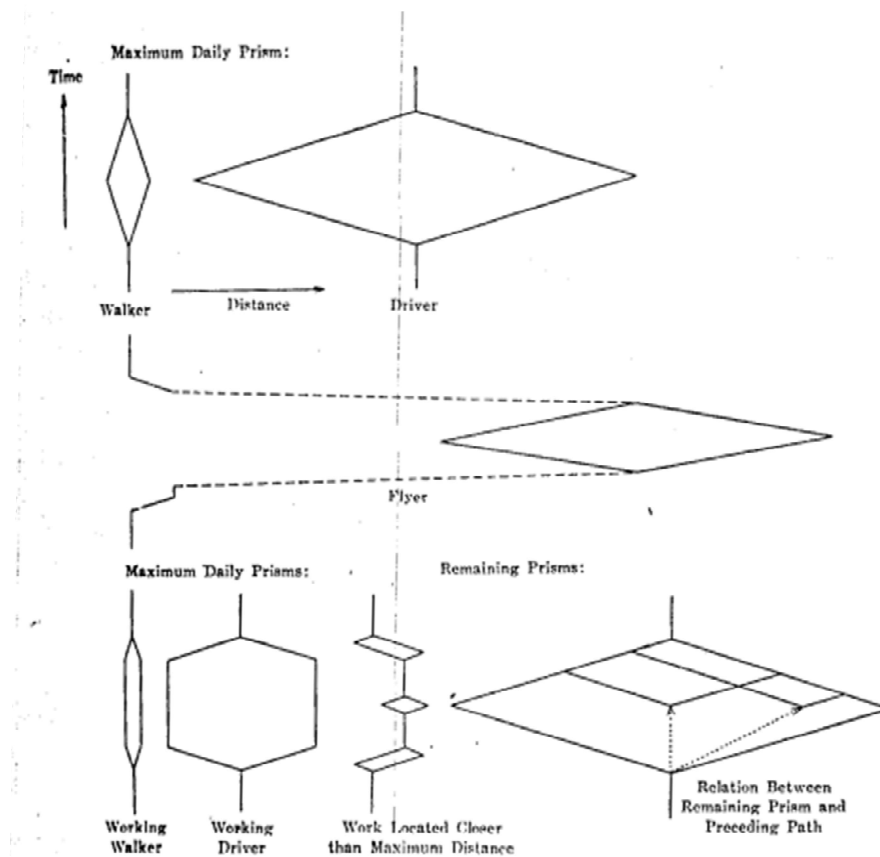 Maximum Daily Prism:
Time
Walker
Distance
Driver
Flyer
Maximum Daily Prisms:
Remaining Prisms:
Working
Walker
Working
Driver
Work Located Closer
than Maximum Distance
Relation Between
Remaining Prism and
Preceding Path